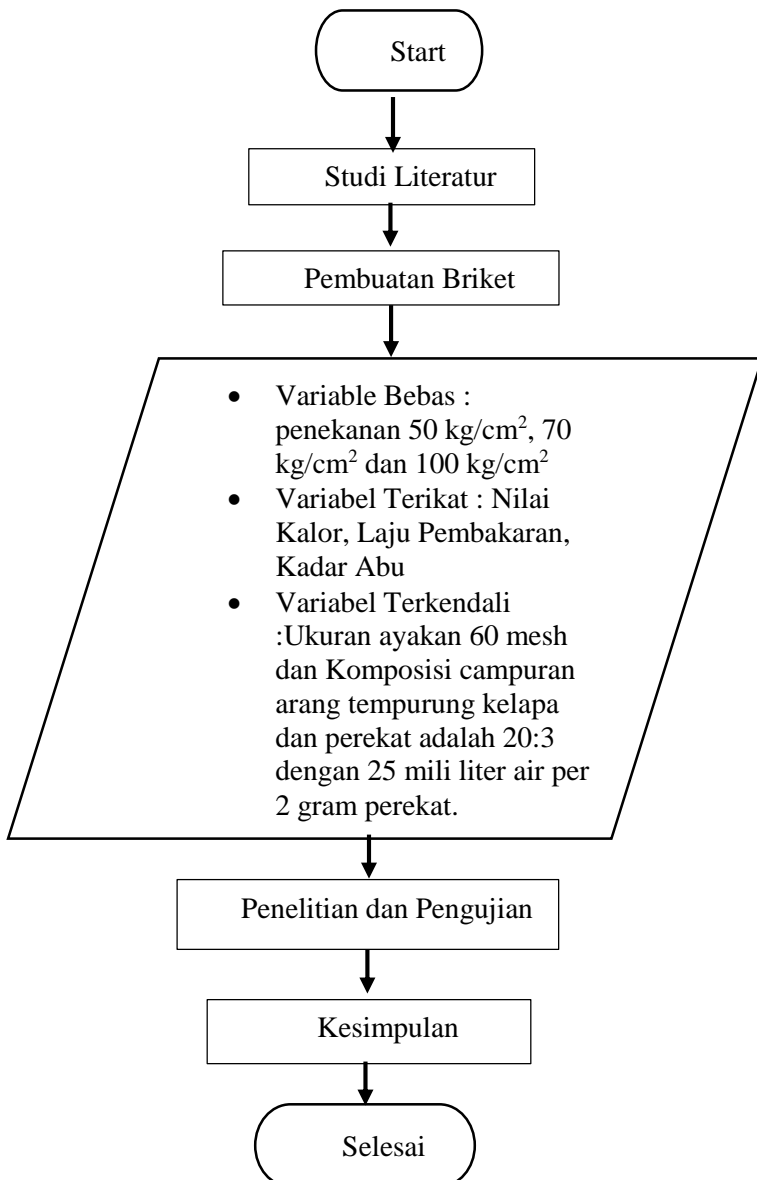 Start
Studi Literatur
Pembuatan Briket
• Variable Bebas :
penekanan 50 kg/cm², 70
kg/cm² dan 100 kg/cm²
• Variabel Terikat : Nilai
Kalor, Laju Pembakaran,
Kadar Abu
• Variabel Terkendali
:Ukuran ayakan 60 mesh
dan Komposisi campuran
arang tempurung kelapa
dan perekat adalah 20:3
dengan 25 mili liter air per
2 gram perekat.
Penelitian dan Pengujian
Kesimpulan
Selesai